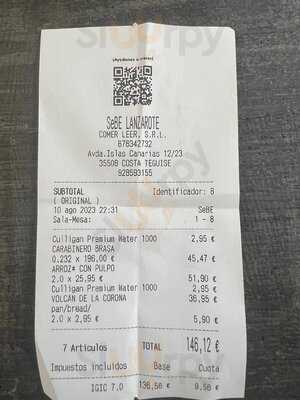 ¡Ayúdanos a crecer!
SeBE LANZAROTE
COMER LEER, S.R.L.
B76342732
Avda.Islas Canarias 12/23
35508 COSTA TEGUISE
928593155
SUBTOTAL Identificador: 8
( ORIGINAL )
10 ago 2023 22:31 SeBE
Sala-Mesa: 1 - 8
Culligan Premium Water 1000 2,95 €
CARABINERO BRASA
0.232 x 196,00 € 45,47 €
ARROZ* CON PULPO
2.0 x 25,95 € 51,90 €
Culligan Premium Water 1000 2,95 €
VOLCAN DE LA CORONA 36,95 €
pan/bread/
2.0 x 2,95 € 5,90 €
7 Artículos TOTAL 146,12 €
Impuestos incluidos Base Cuota
IGIC 7.0 136,56 € 9,56 €
Sluurpy